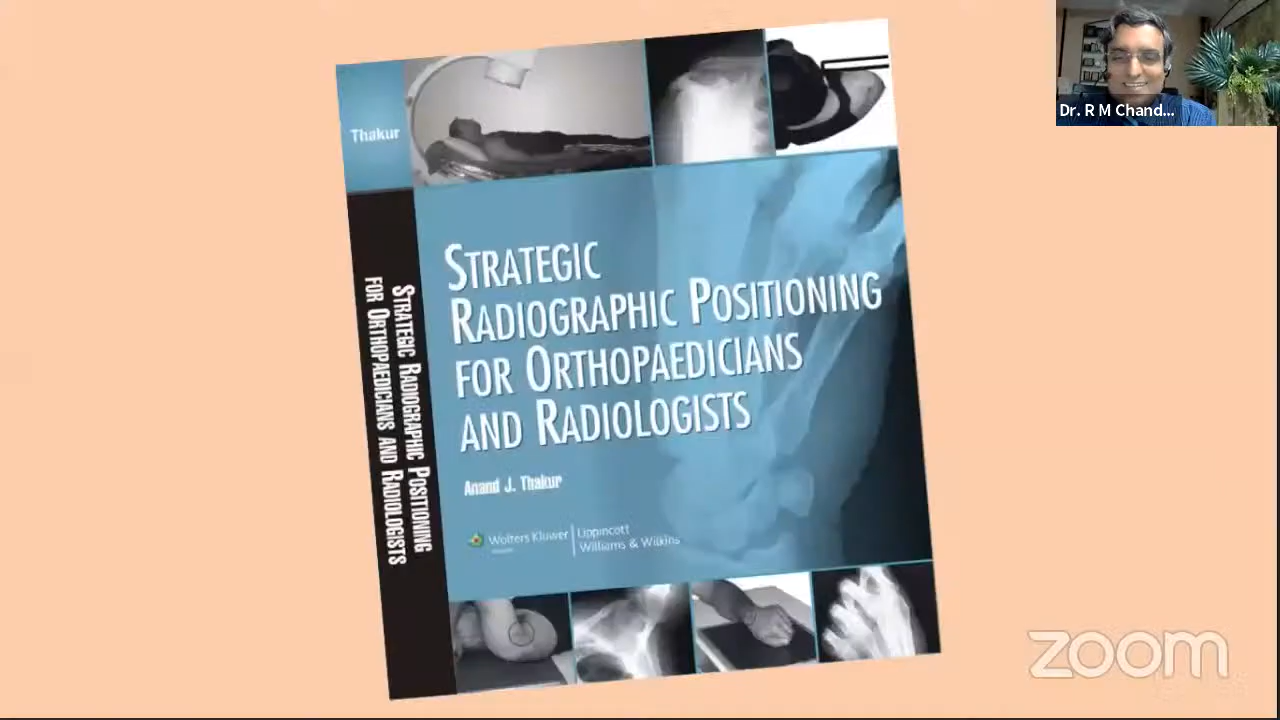 Thakur
STRATEGIC RADIOGRAPHIC POSITIONING
FOR ORTHOPAEDICIANS AND RADIOLOGISTS
STRATEGIC
RADIOGRAPHIC POSITIONING
FOR ORTHOPAEDICIANS
AND RADIOLOGISTS
Anand J. Thakur
Wolters Kluwer
Lippincott
Williams & Wilkins
Dr. R M Chand...
zoom